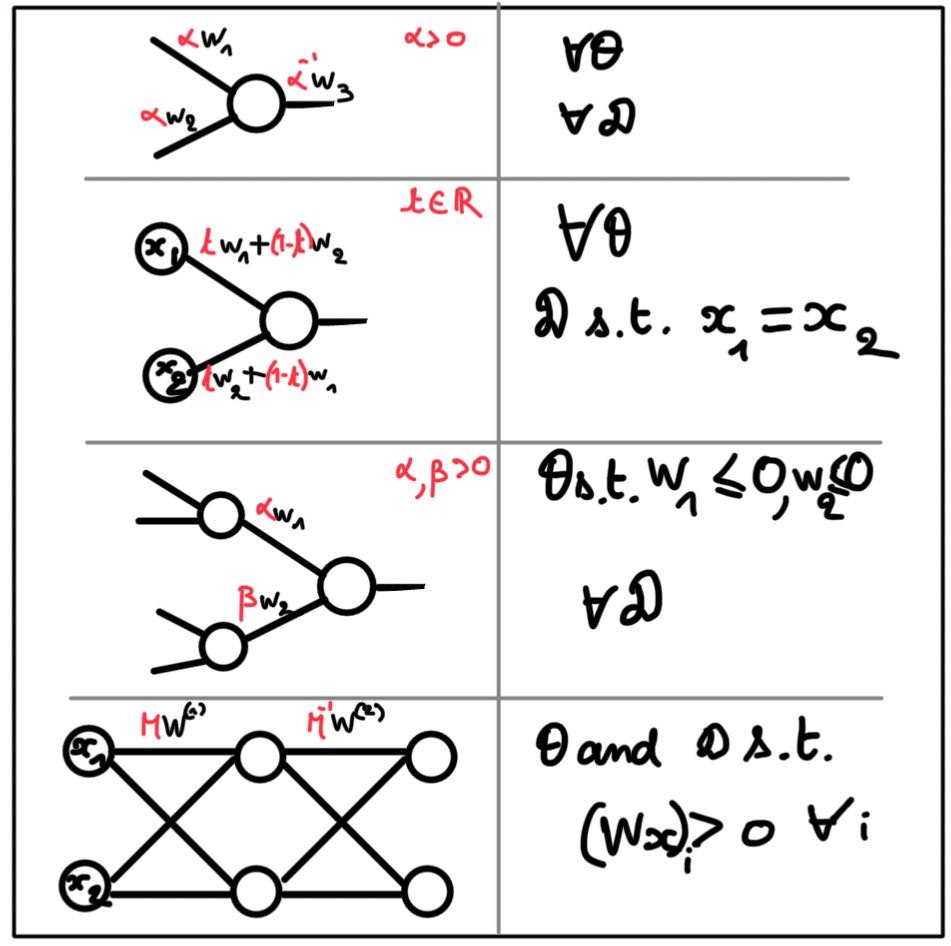 αw₁
α>0
α⁻¹w₃
αw₂
∀θ
∀D
t∈ℝ
x₁
tw₁+(1-t)w₂
x₂
tw₂+(1-t)w₁
∀θ
D s.t. x₁=x₂
α,β>0
αw₁
βw₂
θ s.t. w₁≤0, w₂≤0
∀D
MW⁽¹⁾
M⁻¹W⁽²⁾
x₁
x₂
θ and D s.t.
(Wx)ᵢ>0 ∀i